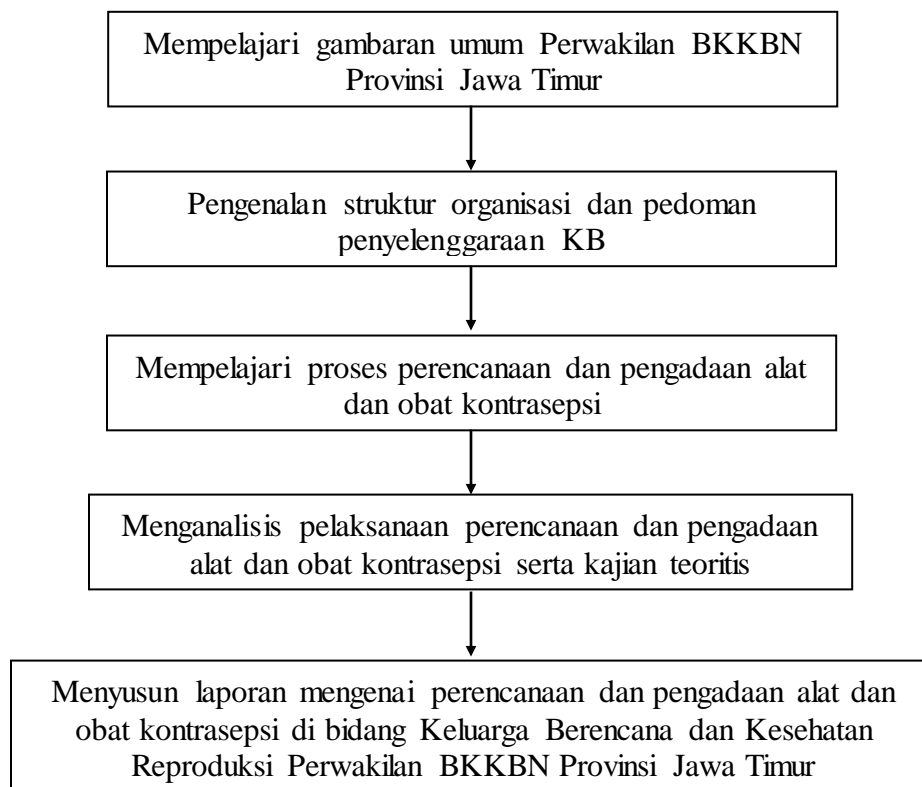 Mempelajari gambaran umum Perwakilan BKKBN
Provinsi Jawa Timur
Pengenalan struktur organisasi dan pedoman
penyelenggaraan KB
Mempelajari proses perencanaan dan pengadaan alat
dan obat kontrasepsi
Menganalisis pelaksanaan perencanaan dan pengadaan
alat dan obat kontrasepsi serta kajian teoritis
Menyusun laporan mengenai perencanaan dan pengadaan alat dan
obat kontrasepsi di bidang Keluarga Berencana dan Kesehatan
Reproduksi Perwakilan BKKBN Provinsi Jawa Timur